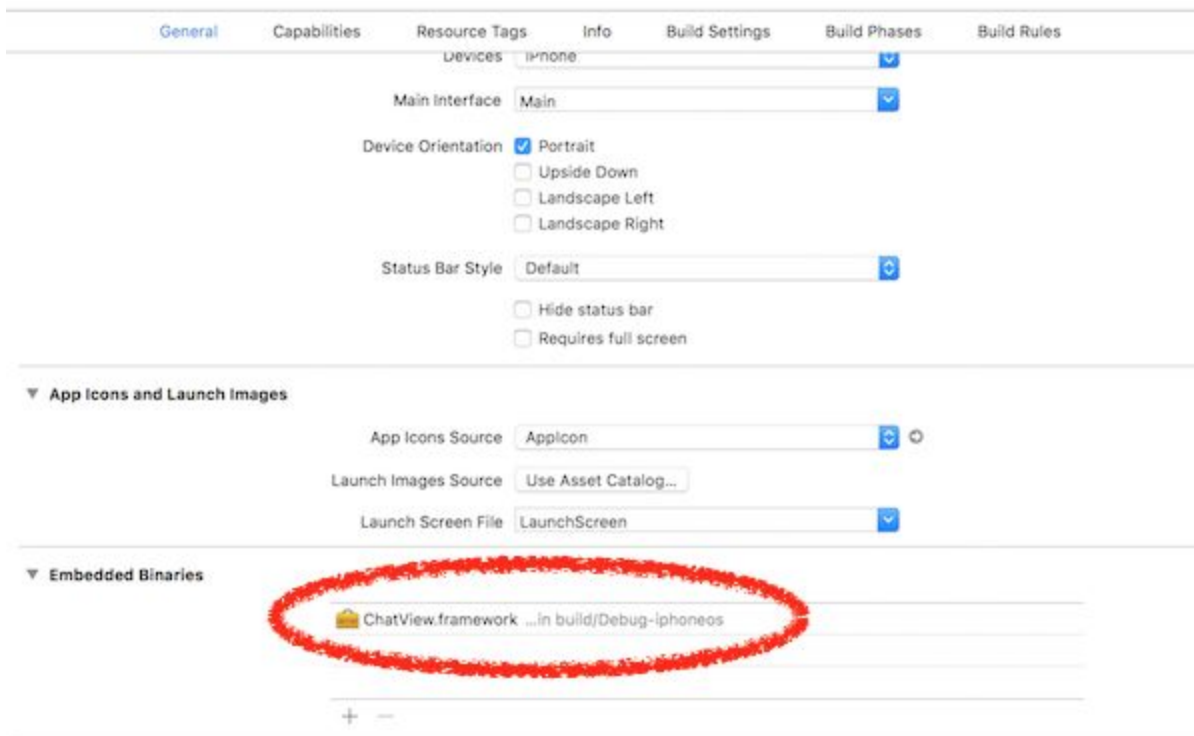 General Capabilities Resource Tags Info Build Settings Build Phases Build Rules
Devices iPhone
Main Interface Main
Device Orientation Portrait
Upside Down
Landscape Left
Landscape Right
Status Bar Style Default
Hide status bar
Requires full screen
App Icons and Launch Images
App Icons Source AppIcon
Launch Images Source Use Asset Catalog...
Launch Screen File LaunchScreen
Embedded Binaries
ChatView.framework ...in build/Debug-iphoneos